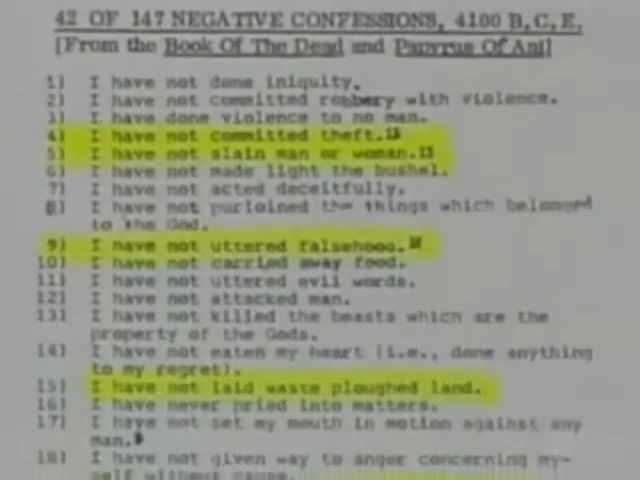 42 OF 147 NEGATIVE CONFESSIONS, 4100 B.C.E.
[From the Book Of The Dead and Papyrus Of Ani]
1) I have not done iniquity.
2) I have not committed robbery with violence.
3) I have done violence to no man.
4) I have not committed theft.
5) I have not slain man or woman.
6) I have not made light the bushel.
7) I have not acted deceitfully.
8) I have not purloined the things which belonged
to the God.
9) I have not uttered falsehood.
10) I have not carried away food.
11) I have not uttered evil words.
12) I have not attacked man.
13) I have not killed the beasts which are the
property of the Gods.
14) I have not eaten my heart (i.e., done anything
to my regret).
15) I have not laid waste ploughed land.
16) I have never pried into matters.
17) I have not set my mouth in motion against any
man.
18) I have not given way to anger concerning my-
self without cause.